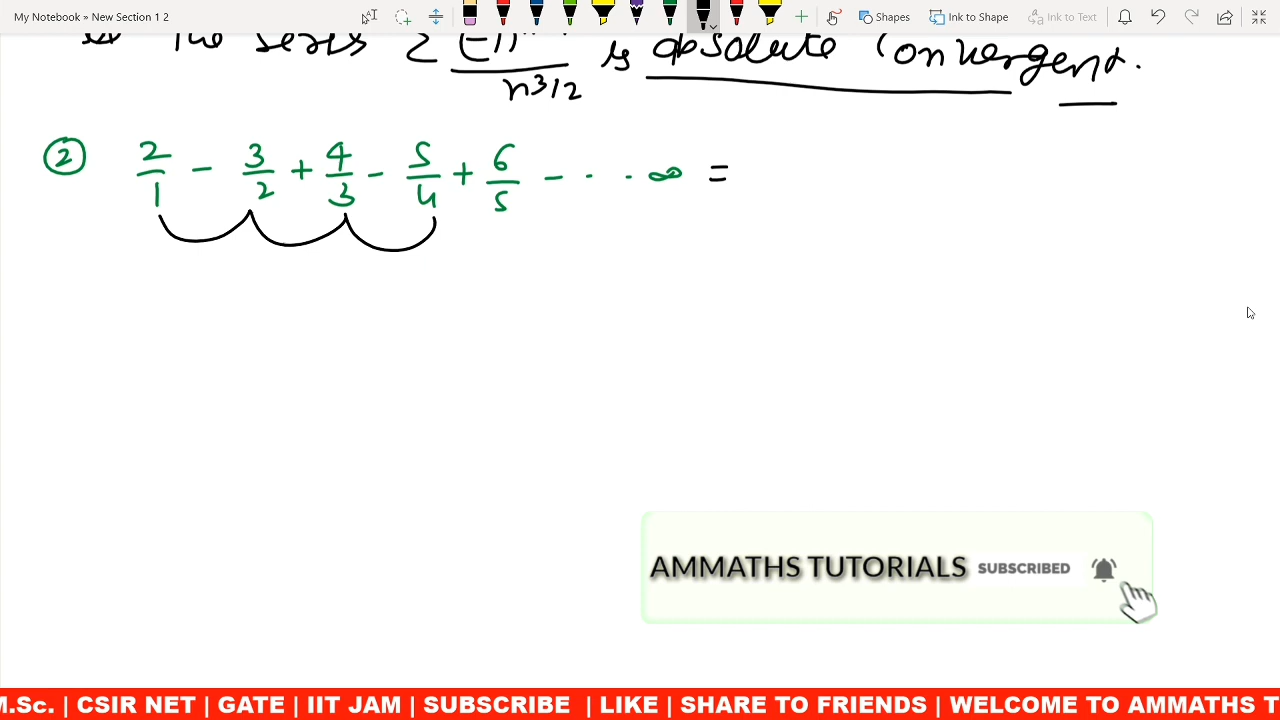 My Notebook » New Section 1 2
Shapes Ink to Shape Ink to Text
The series Σ (-1)ⁿ⁻¹/n^3/2 is absolute Convergent.
② 2/1 - 3/2 + 4/3 - 5/4 + 6/5 - . . . ∞ =
AMMATHS TUTORIALS SUBSCRIBED
M.Sc. | CSIR NET | GATE | IIT JAM | SUBSCRIBE | LIKE | SHARE TO FRIENDS | WELCOME TO AMMATHS T